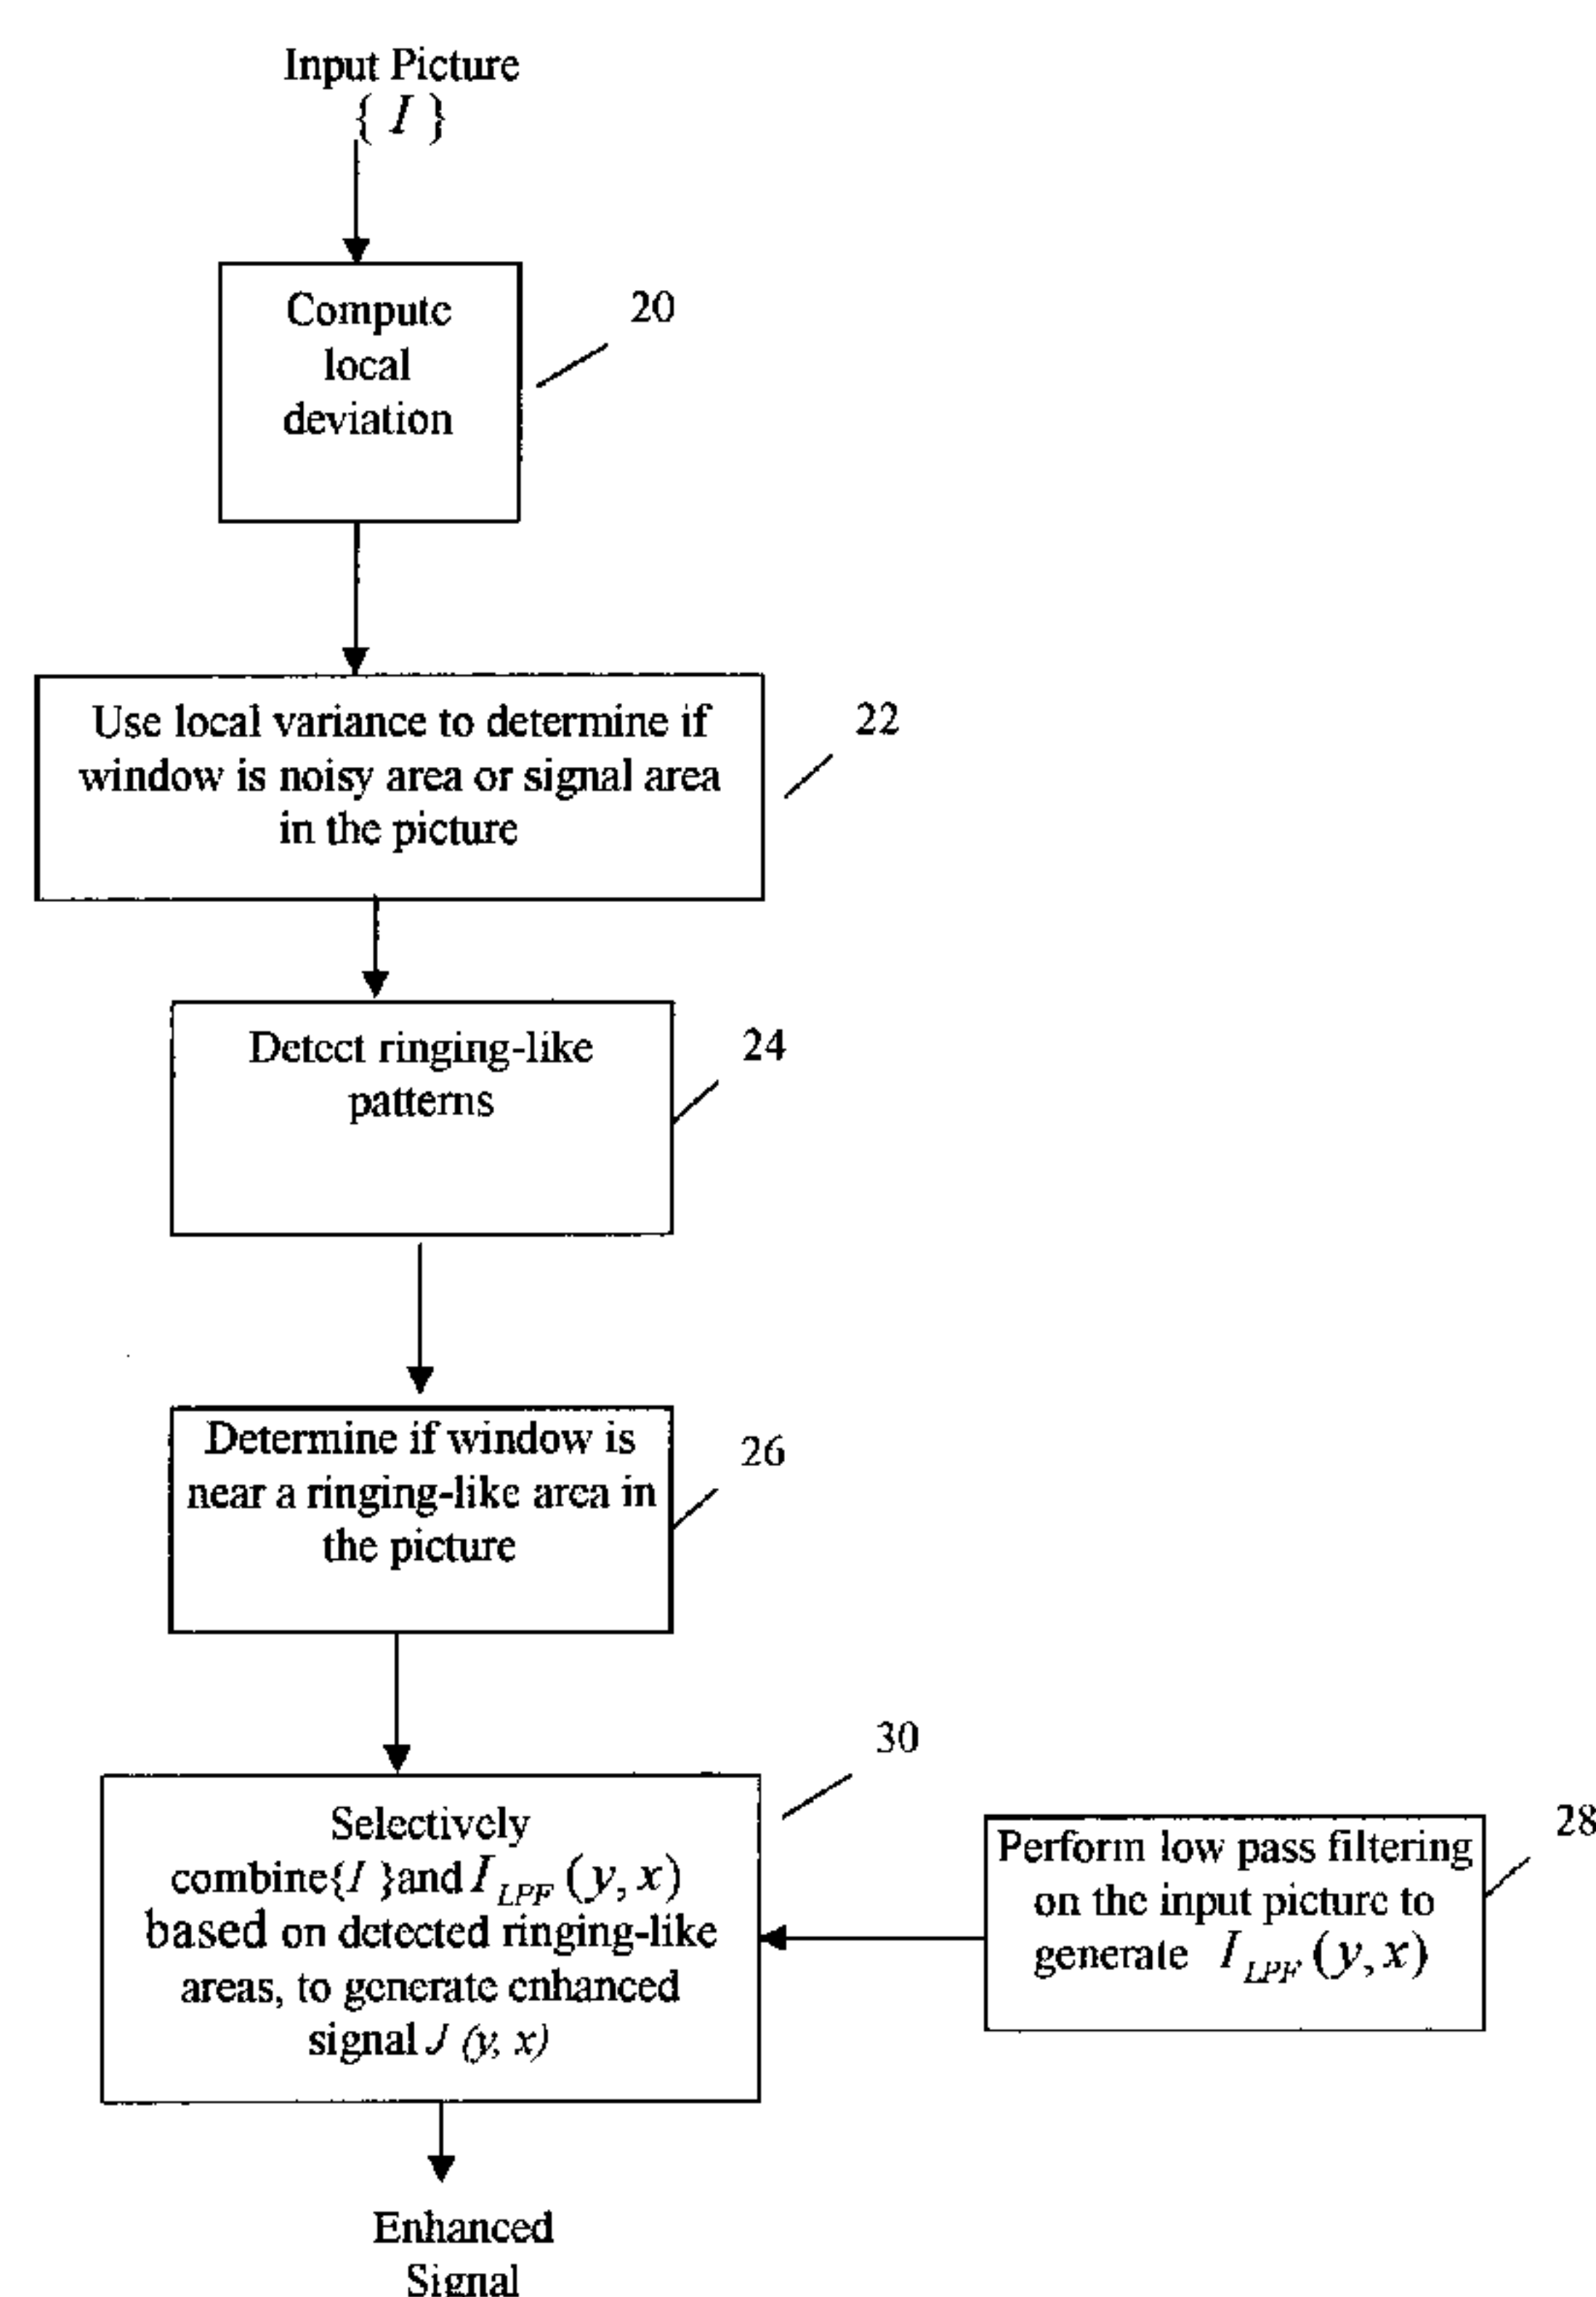 Input Picture
{ I }
Compute
local
deviation
20
Use local variance to determine if
window is noisy area or signal area
in the picture
22
Detect ringing-like
patterns
24
Determine if window is
near a ringing-like area in
the picture
26
30
Selectively
combine{I }and I LPF (y, x)
based on detected ringing-like
areas, to generate enhanced
signal J (y, x)
28
Perform low pass filtering
on the input picture to
generate I LPF (y, x)
Enhanced
Signal